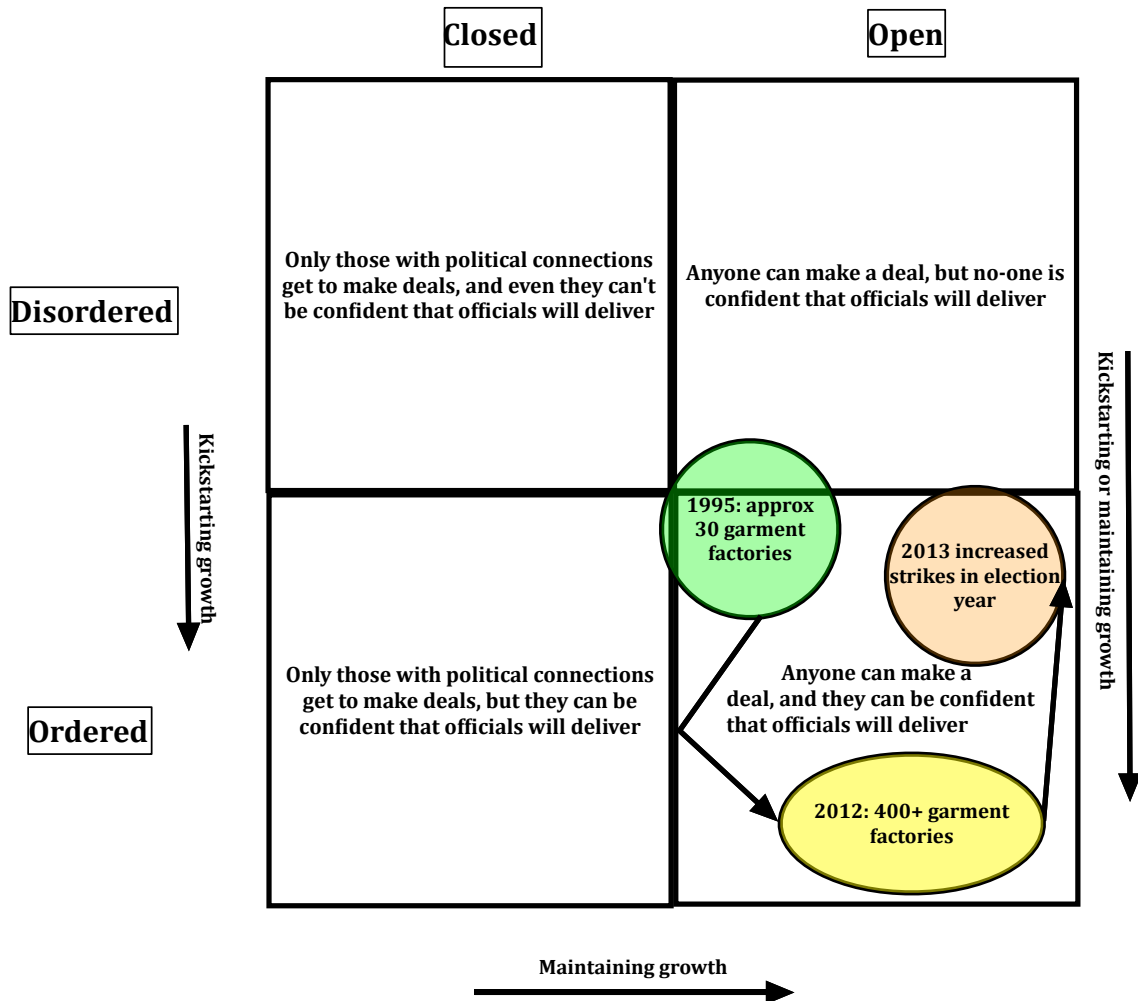 Closed
Open
Only those with political connections
get to make deals, and even they can't
be confident that officials will deliver
Anyone can make a deal, but no-one is
confident that officials will deliver
Disordered
Kickstarting growth
Kickstarting or maintaining growth
1995: approx
30 garment
factories
2013 increased
strikes in election
year
Only those with political connections
get to make deals, but they can be
confident that officials will deliver
Anyone can make a
deal, and they can be confident
that officials will deliver
Ordered
2012: 400+ garment
factories
Maintaining growth